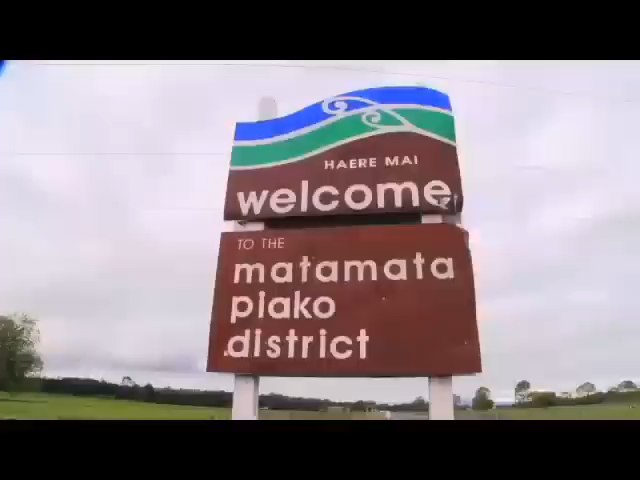 HAERE MAI
welcome
TO THE
matamata
piako
district